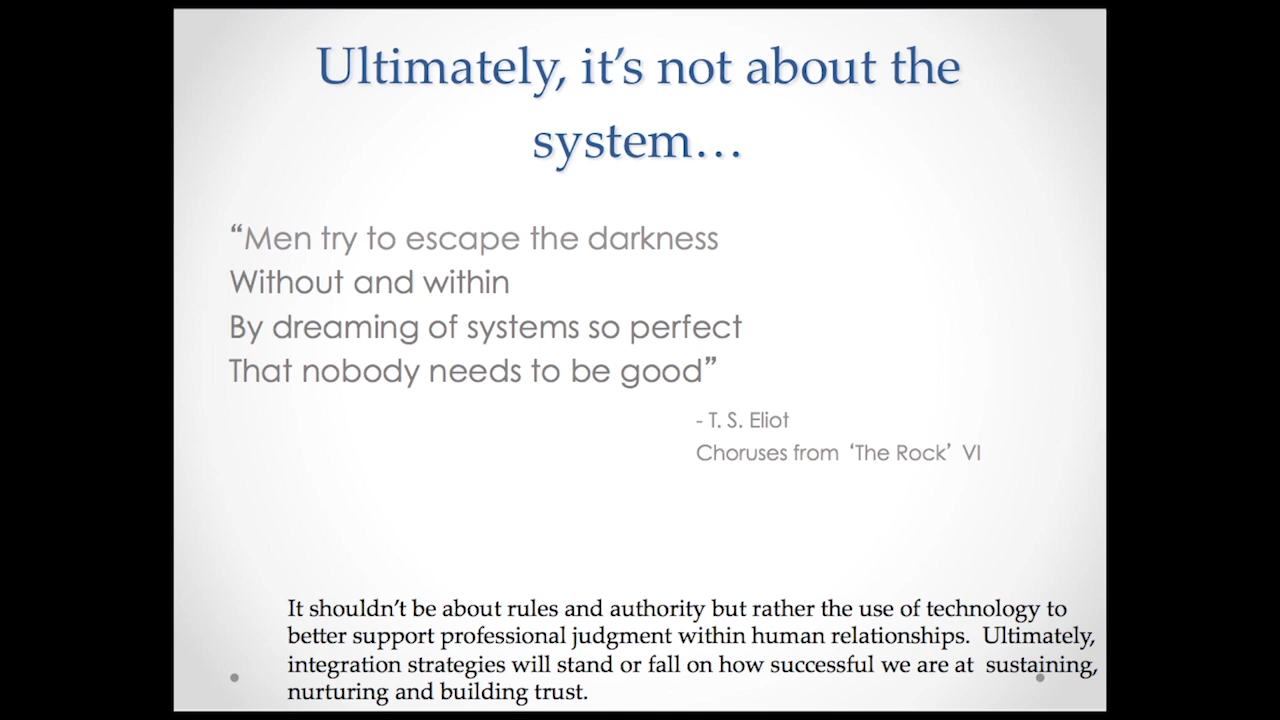 Ultimately, it’s not about the
system…
“Men try to escape the darkness
Without and within
By dreaming of systems so perfect
That nobody needs to be good”
- T. S. Eliot
Choruses from ‘The Rock’ VI
It shouldn’t be about rules and authority but rather the use of technology to
better support professional judgment within human relationships.  Ultimately,
integration strategies will stand or fall on how successful we are at  sustaining,
nurturing and building trust.